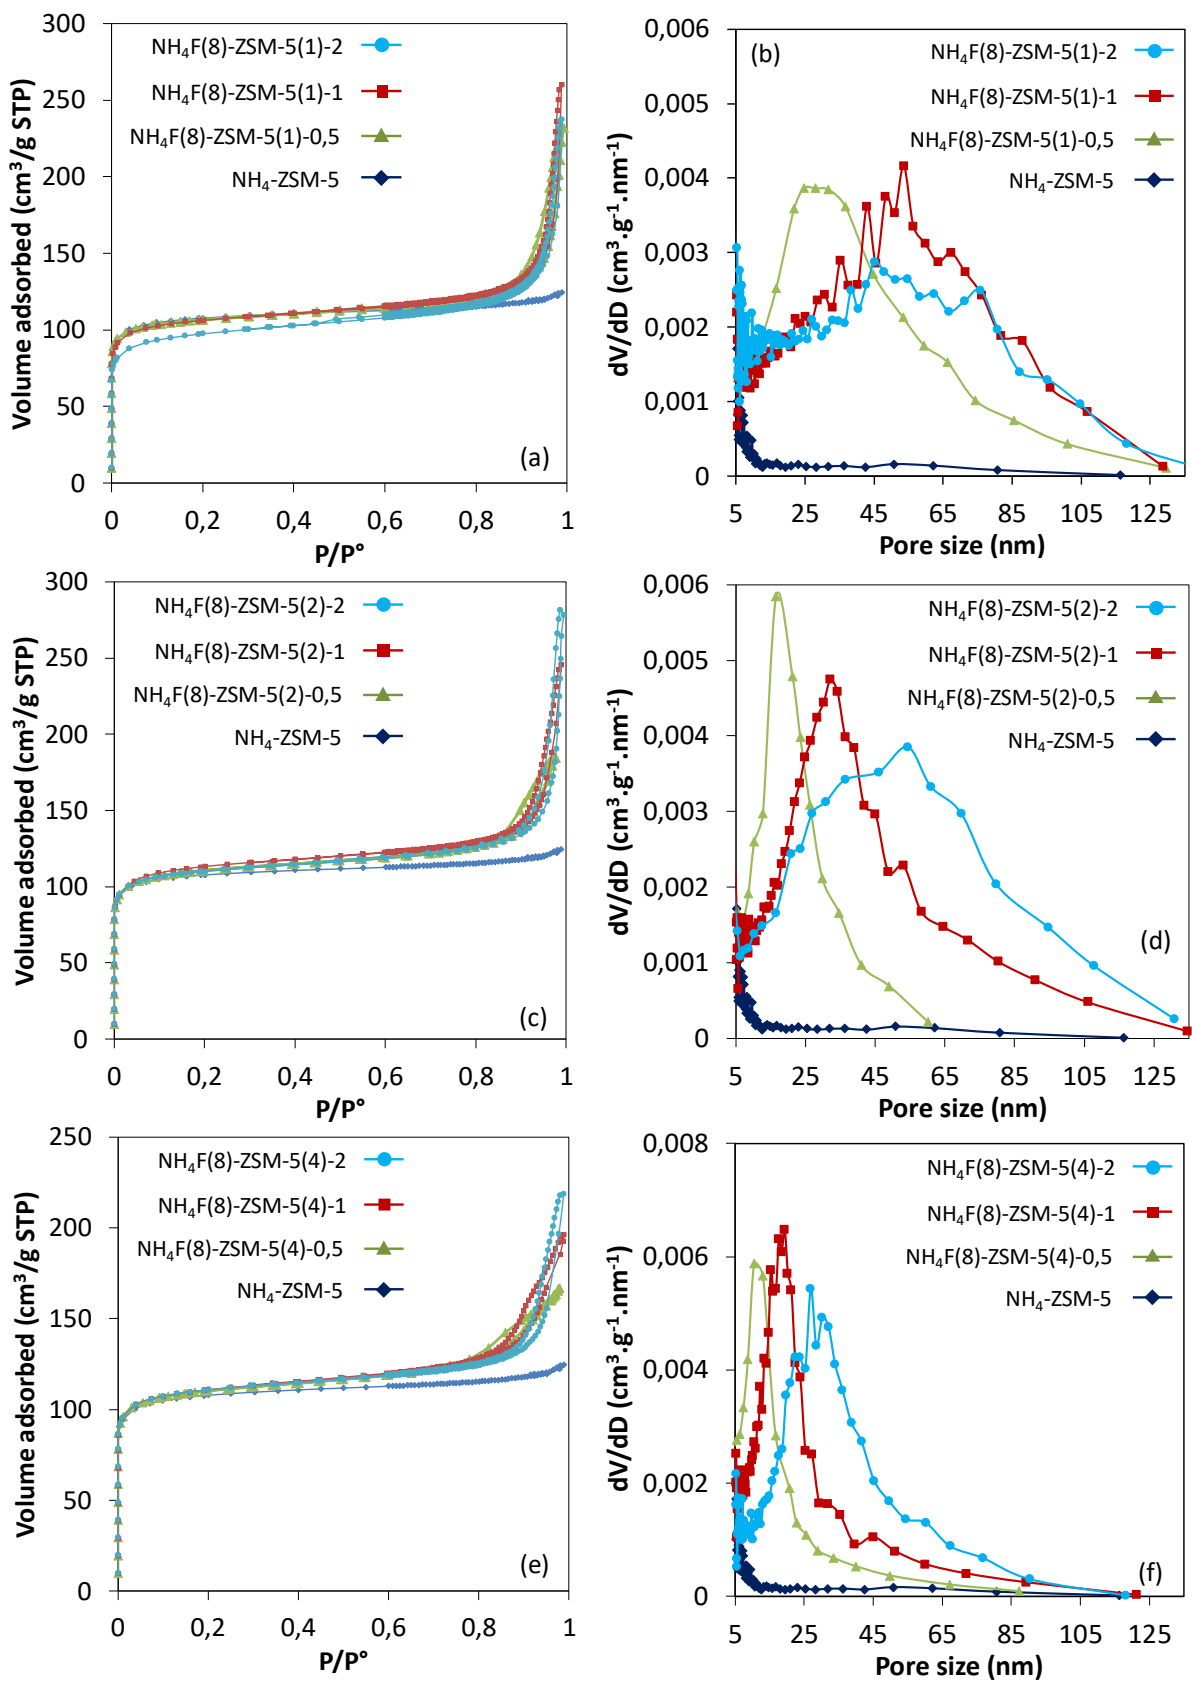 300
250
200
150
100
50
0
Volume adsorbed (cm³/g STP)
NH₄F(8)-ZSM-5(1)-2
NH₄F(8)-ZSM-5(1)-1
NH₄F(8)-ZSM-5(1)-0,5
NH₄-ZSM-5
(a)
0 0,2 0,4 0,6 0,8 1
P/P°
0,006
0,005
0,004
0,003
0,002
0,001
0
dV/dD (cm³.g⁻¹.nm⁻¹)
(b)
NH₄F(8)-ZSM-5(1)-2
NH₄F(8)-ZSM-5(1)-1
NH₄F(8)-ZSM-5(1)-0,5
NH₄-ZSM-5
5 25 45 65 85 105 125
Pore size (nm)
300
250
200
150
100
50
0
Volume adsorbed (cm³/g STP)
NH₄F(8)-ZSM-5(2)-2
NH₄F(8)-ZSM-5(2)-1
NH₄F(8)-ZSM-5(2)-0,5
NH₄-ZSM-5
(c)
0 0,2 0,4 0,6 0,8 1
P/P°
0,006
0,005
0,004
0,003
0,002
0,001
0
dV/dD (cm³.g⁻¹.nm⁻¹)
NH₄F(8)-ZSM-5(2)-2
NH₄F(8)-ZSM-5(2)-1
NH₄F(8)-ZSM-5(2)-0,5
NH₄-ZSM-5
(d)
5 25 45 65 85 105 125
Pore size (nm)
250
200
150
100
50
0
Volume adsorbed (cm³/g STP)
NH₄F(8)-ZSM-5(4)-2
NH₄F(8)-ZSM-5(4)-1
NH₄F(8)-ZSM-5(4)-0,5
NH₄-ZSM-5
(e)
0 0,2 0,4 0,6 0,8 1
P/P°
0,008
0,006
0,004
0,002
0
dV/dD (cm³.g⁻¹.nm⁻¹)
NH₄F(8)-ZSM-5(4)-2
NH₄F(8)-ZSM-5(4)-1
NH₄F(8)-ZSM-5(4)-0,5
NH₄-ZSM-5
(f)
5 25 45 65 85 105 125
Pore size (nm)